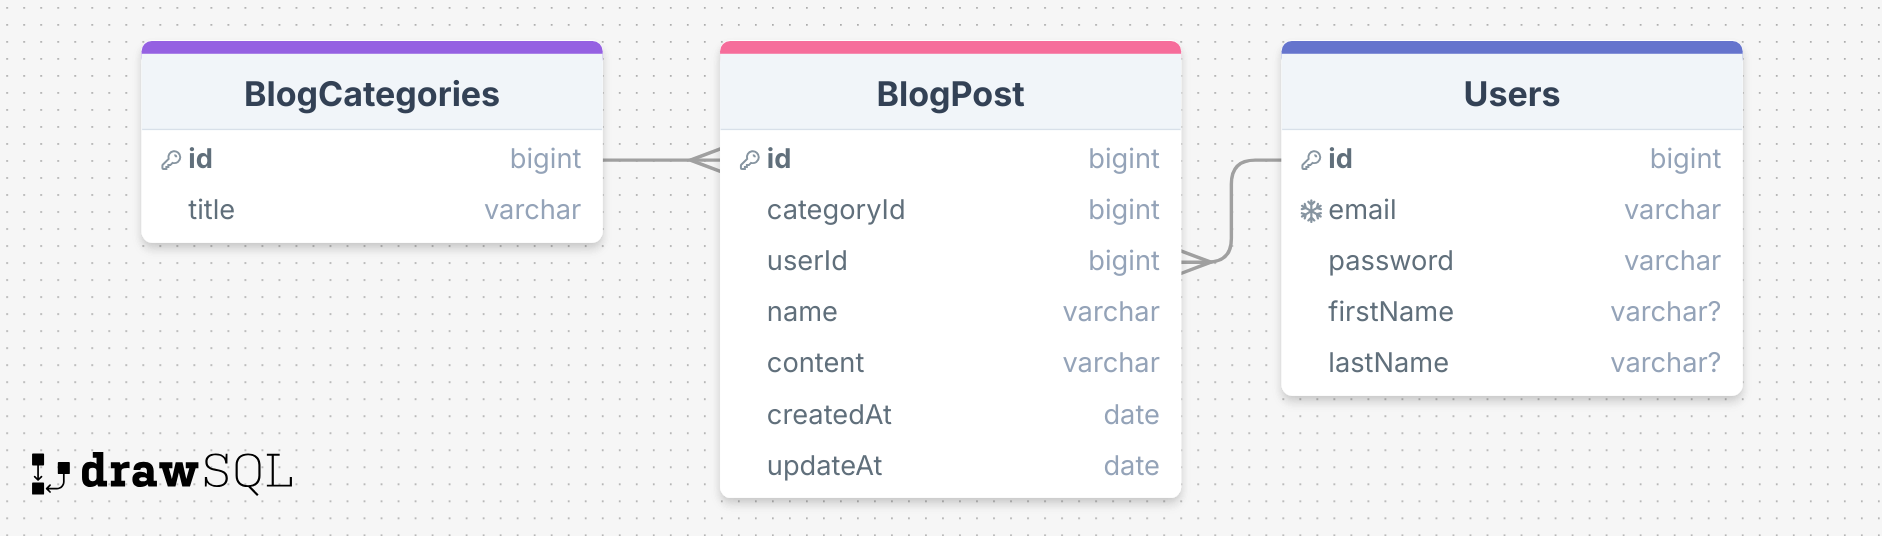 BlogCategories
id bigint
title varchar
BlogPost
id bigint
categoryId bigint
userId bigint
name varchar
content varchar
createdAt date
updateAt date
Users
id bigint
email varchar
password varchar
firstName varchar?
lastName varchar?
drawSQL